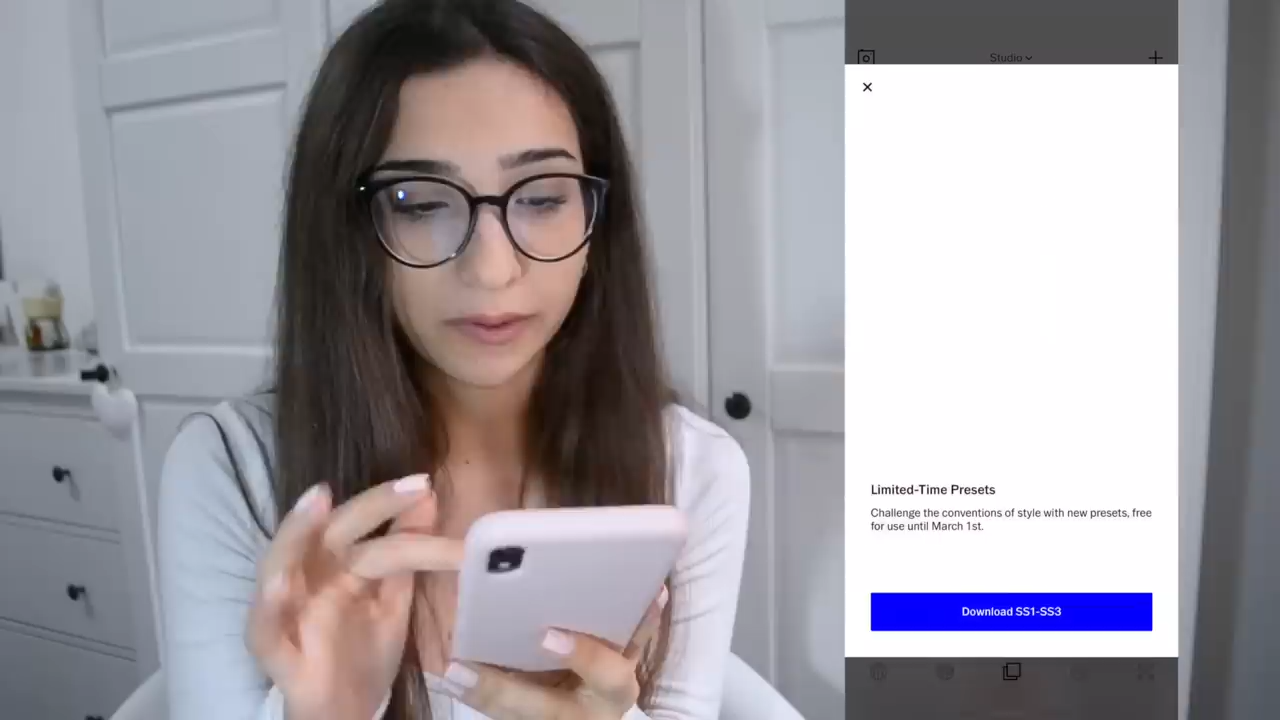 Studio
Limited-Time Presets
Challenge the conventions of style with new presets, free
for use until March 1st.
Download SS1-SS3